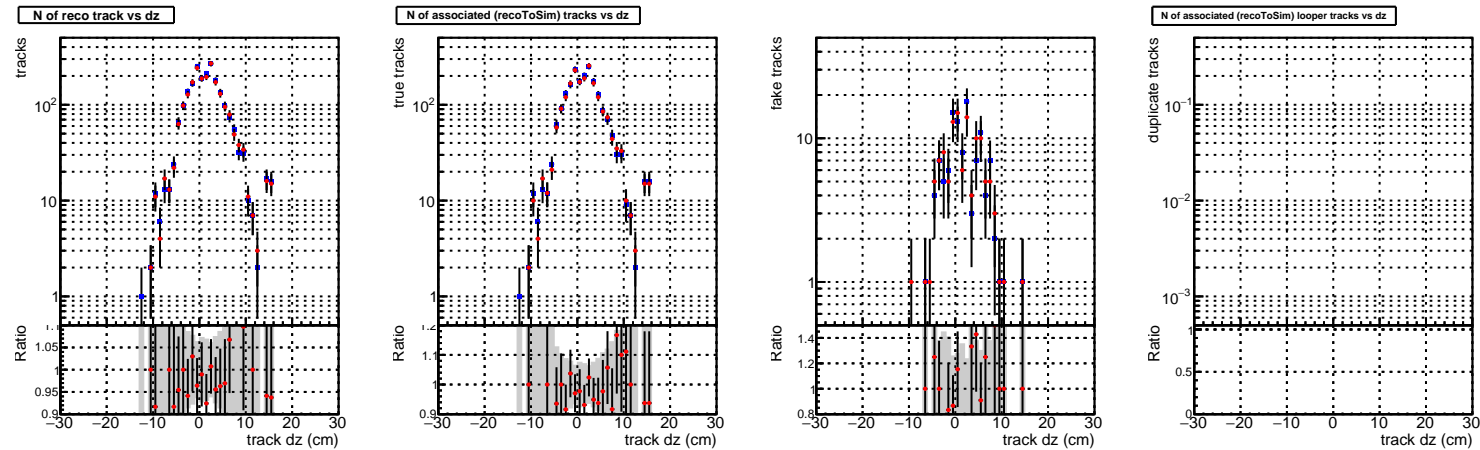 N of reco track vs dz
tracks
10²
10
1
Ratio
1.1
1.05
1
0.95
0.9
−30 −20 −10 0 10 20 30
track dz (cm)
N of associated (recoToSim) tracks vs dz
true tracks
10²
10
1
Ratio
1.2
1.1
1
0.9
−30 −20 −10 0 10 20 30
track dz (cm)
fake tracks
10
1
Ratio
1.4
1.2
1
0.8
−30 −20 −10 0 10 20 30
track dz (cm)
N of associated (recoToSim) looper tracks vs dz
duplicate tracks
10⁻¹
10⁻²
10⁻³
Ratio
1
0.5
0
−30 −20 −10 0 10 20 30
track dz (cm)